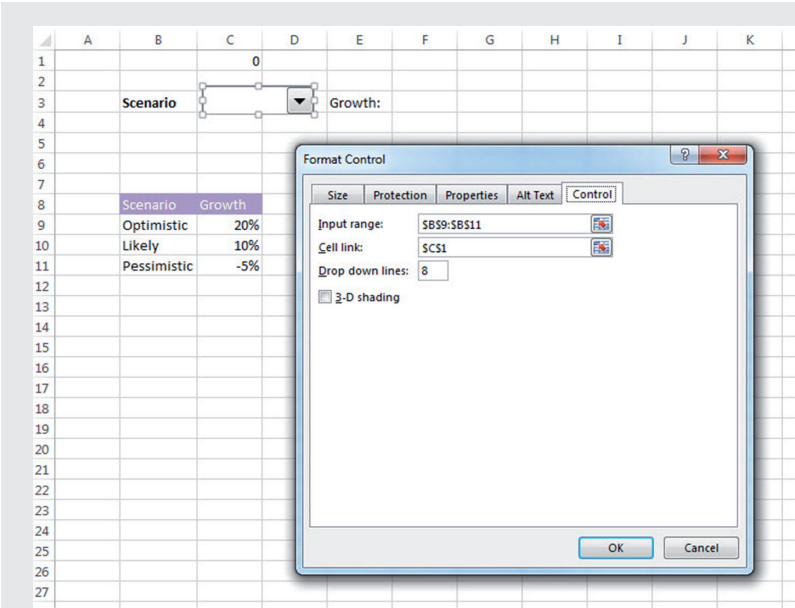 A B C D E F G H I J K
1 0
2
3 Scenario Growth:
4
5
6
7
8 Scenario Growth
9 Optimistic 20%
10 Likely 10%
11 Pessimistic -5%
12
13
14
15
16
17
18
19
20
21
22
23
24
25
26
27
Format Control
Size Protection Properties Alt Text Control
Input range: $B$9:$B$11
Cell link: $C$1
Drop down lines: 8
3-D shading
OK Cancel